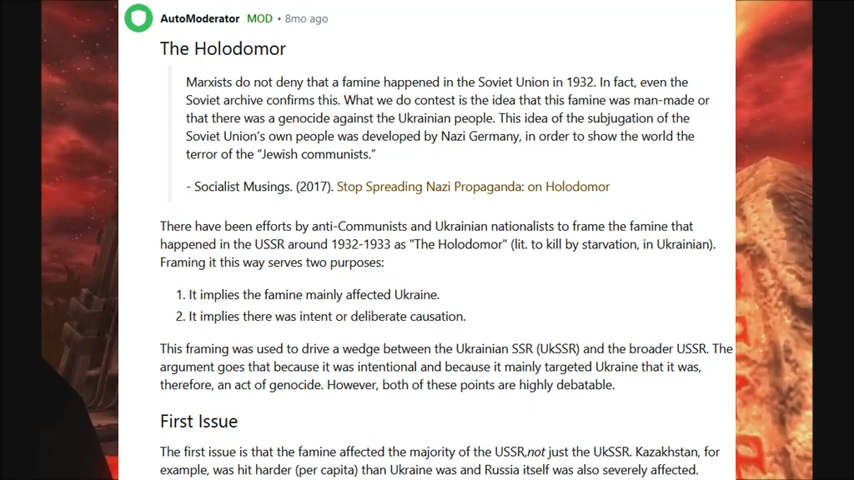 AutoModerator MOD • 8mo ago
The Holodomor
Marxists do not deny that a famine happened in the Soviet Union in 1932. In fact, even the
Soviet archive confirms this. What we do contest is the idea that this famine was man-made or
that there was a genocide against the Ukrainian people. This idea of the subjugation of the
Soviet Union's own people was developed by Nazi Germany, in order to show the world the
terror of the “Jewish communists.”
- Socialist Musings. (2017). Stop Spreading Nazi Propaganda: on Holodomor
There have been efforts by anti-Communists and Ukrainian nationalists to frame the famine that
happened in the USSR around 1932-1933 as "The Holodomor" (lit. to kill by starvation, in Ukrainian).
Framing it this way serves two purposes:
1. It implies the famine mainly affected Ukraine.
2. It implies there was intent or deliberate causation.
This framing was used to drive a wedge between the Ukrainian SSR (UkSSR) and the broader USSR. The
argument goes that because it was intentional and because it mainly targeted Ukraine that it was,
therefore, an act of genocide. However, both of these points are highly debatable.
First Issue
The first issue is that the famine affected the majority of the USSR,not just the UkSSR. Kazakhstan, for
example, was hit harder (per capita) than Ukraine was and Russia itself was also severely affected.